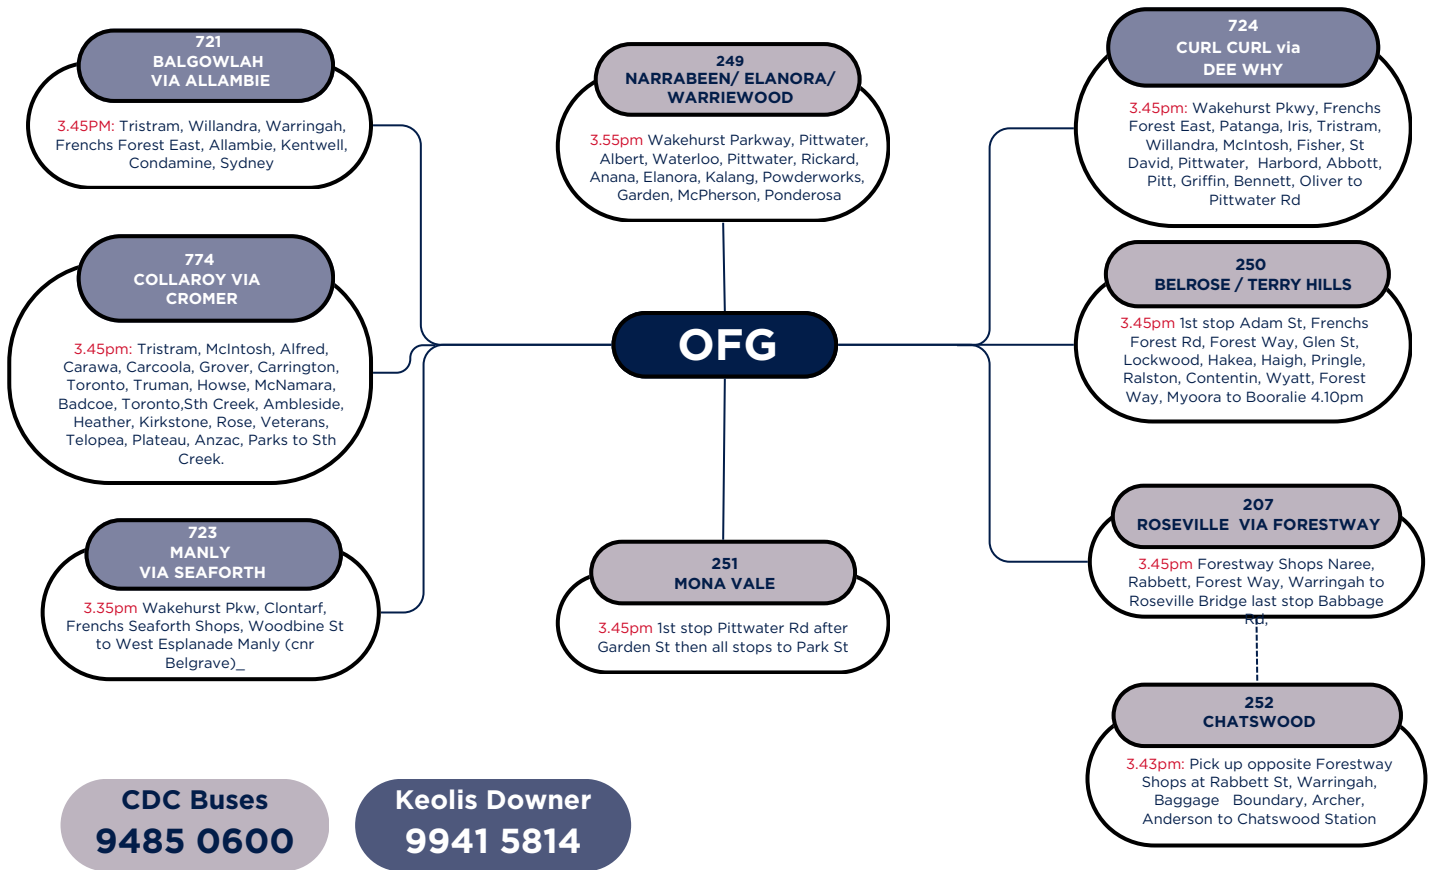 721
BALGOWLAH
VIA ALLAMBIE
3.45PM: Tristram, Willandra, Warringah,
Frenchs Forest East, Allambie, Kentwell,
Condamine, Sydney
774
COLLAROY VIA
CROMER
3.45pm: Tristram, McIntosh, Alfred,
Carawa, Carcoola, Grover, Carrington,
Toronto, Truman, Howse, McNamara,
Badcoe, Toronto,Sth Creek, Ambleside,
Heather, Kirkstone, Rose, Veterans,
Telopea, Plateau, Anzac, Parks to Sth
Creek.
723
MANLY
VIA SEAFORTH
3.35pm Wakehurst Pkw, Clontarf,
Frenchs Seaforth Shops, Woodbine St
to West Esplanade Manly (cnr
Belgrave)_
249
NARRABEEN/ ELANORA/
WARRIEWOOD
3.55pm Wakehurst Parkway, Pittwater,
Albert, Waterloo, Pittwater, Rickard,
Anana, Elanora, Kalang, Powderworks,
Garden, McPherson, Ponderosa
OFG
251
MONA VALE
3.45pm 1st stop Pittwater Rd after
Garden St then all stops to Park St
724
CURL CURL via
DEE WHY
3.45pm: Wakehurst Pkwy, Frenchs
Forest East, Patanga, Iris, Tristram,
Willandra, McIntosh, Fisher, St
David, Pittwater, Harbord, Abbott,
Pitt, Griffin, Bennett, Oliver to
Pittwater Rd
250
BELROSE / TERRY HILLS
3.45pm 1st stop Adam St, Frenchs
Forest Rd, Forest Way, Glen St,
Lockwood, Hakea, Haigh, Pringle,
Ralston, Contentin, Wyatt, Forest
Way, Myoora to Booralie 4.10pm
207
ROSEVILLE VIA FORESTWAY
3.45pm Forestway Shops Naree,
Rabbett, Forest Way, Warringah to
Roseville Bridge last stop Babbage
Rd,
252
CHATSWOOD
3.43pm: Pick up opposite Forestway
Shops at Rabbett St, Warringah,
Baggage Boundary, Archer,
Anderson to Chatswood Station
CDC Buses
9485 0600
Keolis Downer
9941 5814